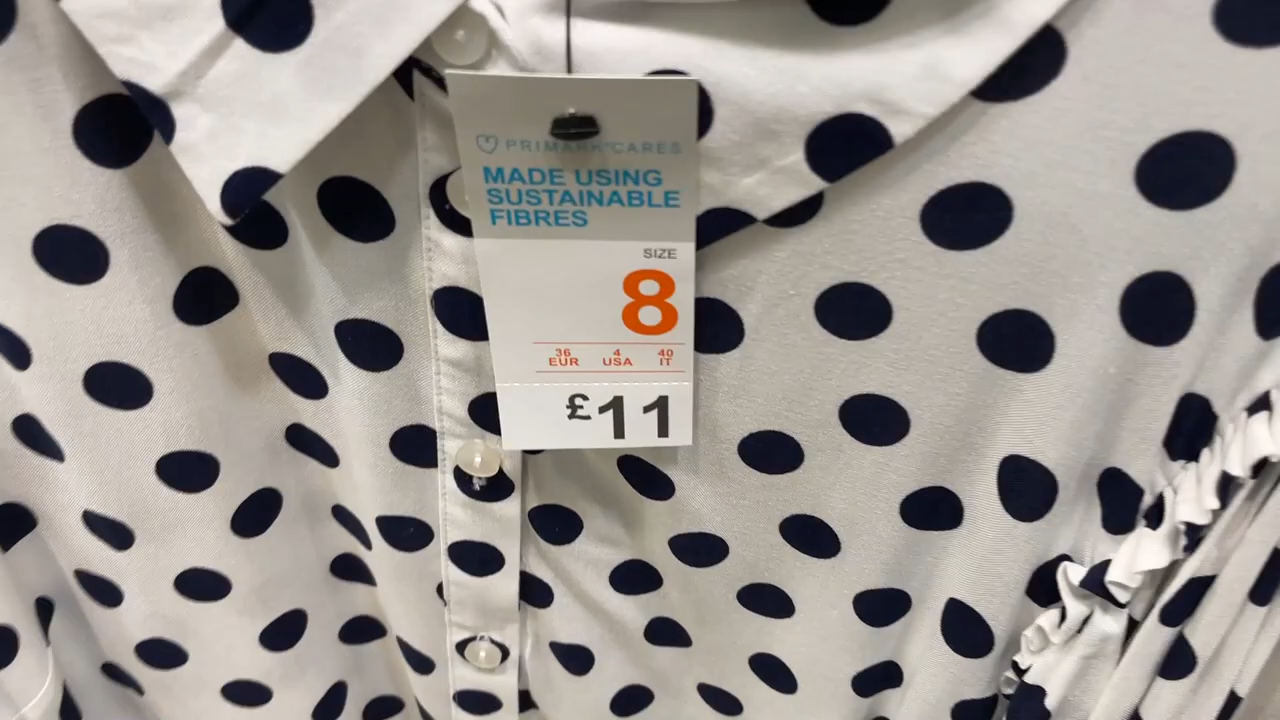 PRIMARK CARES
MADE USING
SUSTAINABLE
FIBRES
SIZE
8
36 4 40
EUR USA IT
£11